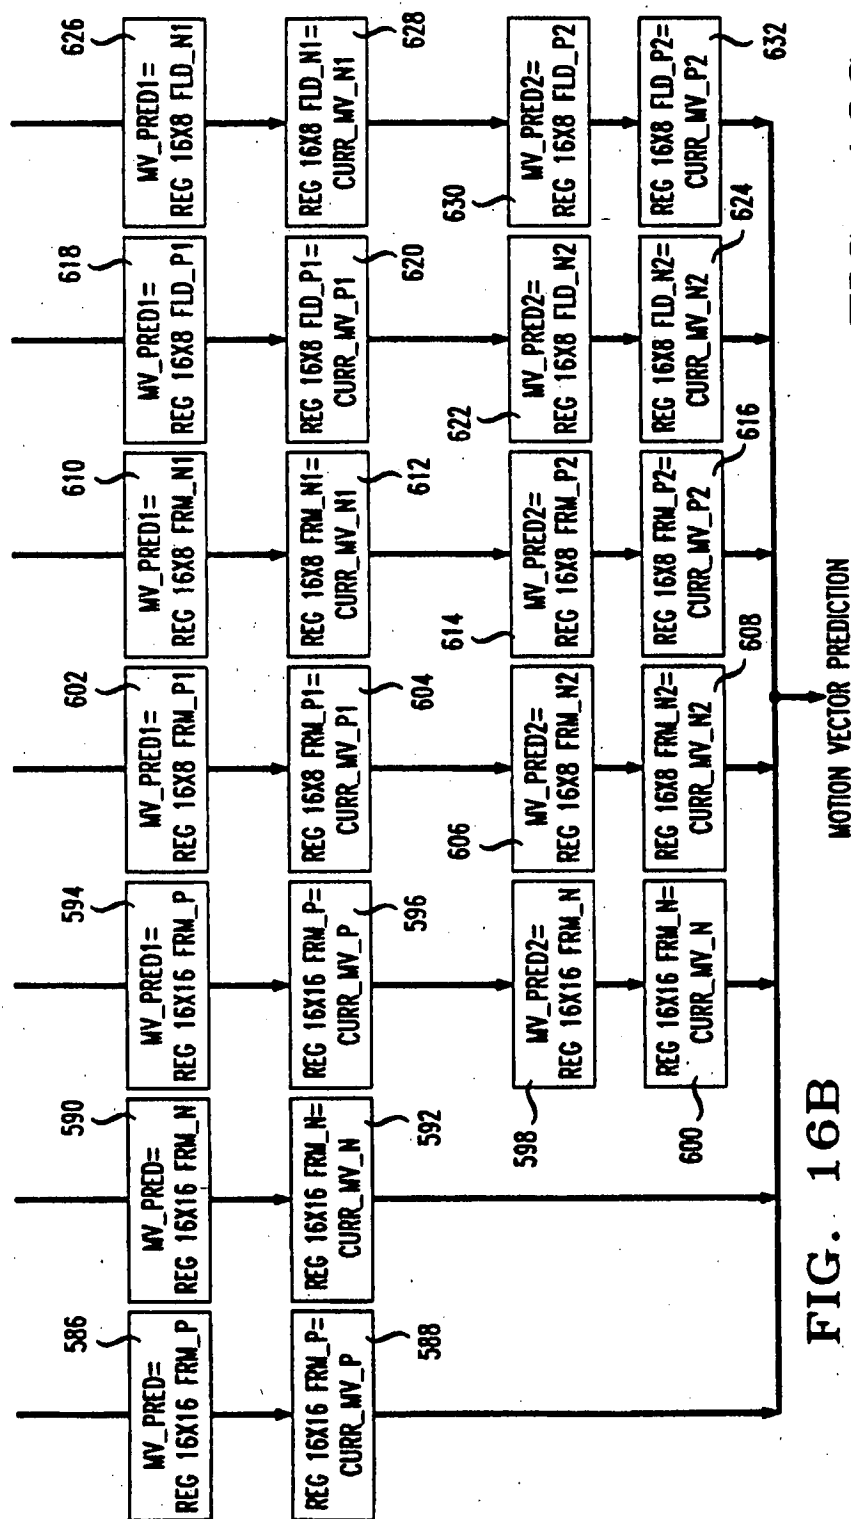 586
MV_PRED=
REG 16X16 FRM_P
REG 16X16 FRM_P=
CURR_MV_P
588
590
MV_PRED=
REG 16X16 FRM_N
REG 16X16 FRM_N=
CURR_MV_N
592
594
MV_PRED1=
REG 16X16 FRM_P
REG 16X16 FRM_P=
CURR_MV_P
596
MV_PRED2=
REG 16X16 FRM_N
598
REG 16X16 FRM_N=
CURR_MV_N
600
602
MV_PRED1=
REG 16X8 FRM_P1
REG 16X8 FRM_P1=
CURR_MV_P1
604
606
MV_PRED2=
REG 16X8 FRM_N2
REG 16X8 FRM_N2=
CURR_MV_N2
608
610
MV_PRED1=
REG 16X8 FRM_N1
REG 16X8 FRM_N1=
CURR_MV_N1
612
614
MV_PRED2=
REG 16X8 FRM_P2
REG 16X8 FRM_P2=
CURR_MV_P2
616
618
MV_PRED1=
REG 16X8 FLD_P1
REG 16X8 FLD_P1=
CURR_MV_P1
620
622
MV_PRED2=
REG 16X8 FLD_N2
REG 16X8 FLD_N2=
CURR_MV_N2
624
626
MV_PRED1=
REG 16X8 FLD_N1
REG 16X8 FLD_N1=
CURR_MV_N1
628
630
MV_PRED2=
REG 16X8 FLD_P2
REG 16X8 FLD_P2=
CURR_MV_P2
632
MOTION VECTOR PREDICTION
FIG. 16B